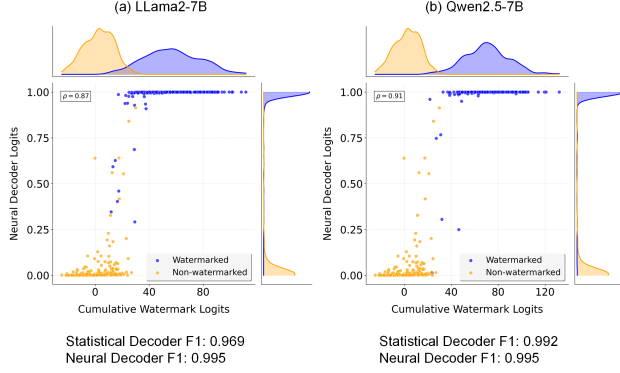 (a) LLama2-7B
ρ = 0.87
1.00
0.75
0.50
0.25
0.00
Neural Decoder Logits
Watermarked
Non-watermarked
0 40 80
Cumulative Watermark Logits
Statistical Decoder F1: 0.969
Neural Decoder F1: 0.995
(b) Qwen2.5-7B
ρ = 0.91
1.00
0.75
0.50
0.25
0.00
Neural Decoder Logits
Watermarked
Non-watermarked
0 40 80 120
Cumulative Watermark Logits
Statistical Decoder F1: 0.992
Neural Decoder F1: 0.995